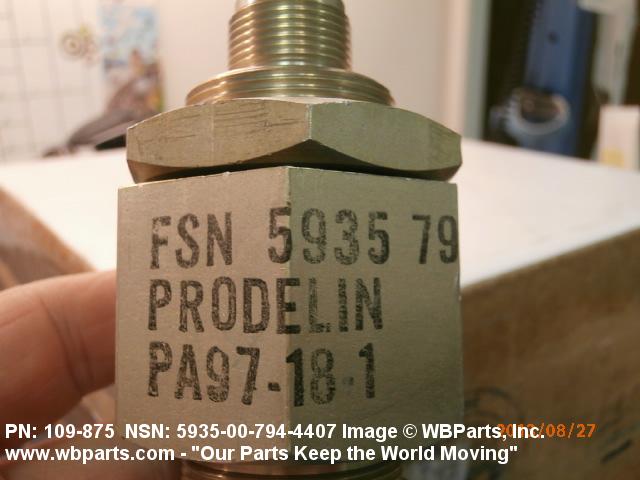 FSN 5935 79
PRODELIN
PA97-18-1
PN: 109-875 NSN: 5935-00-794-4407 Image © WBParts, Inc.
www.wbparts.com - "Our Parts Keep the World Moving"